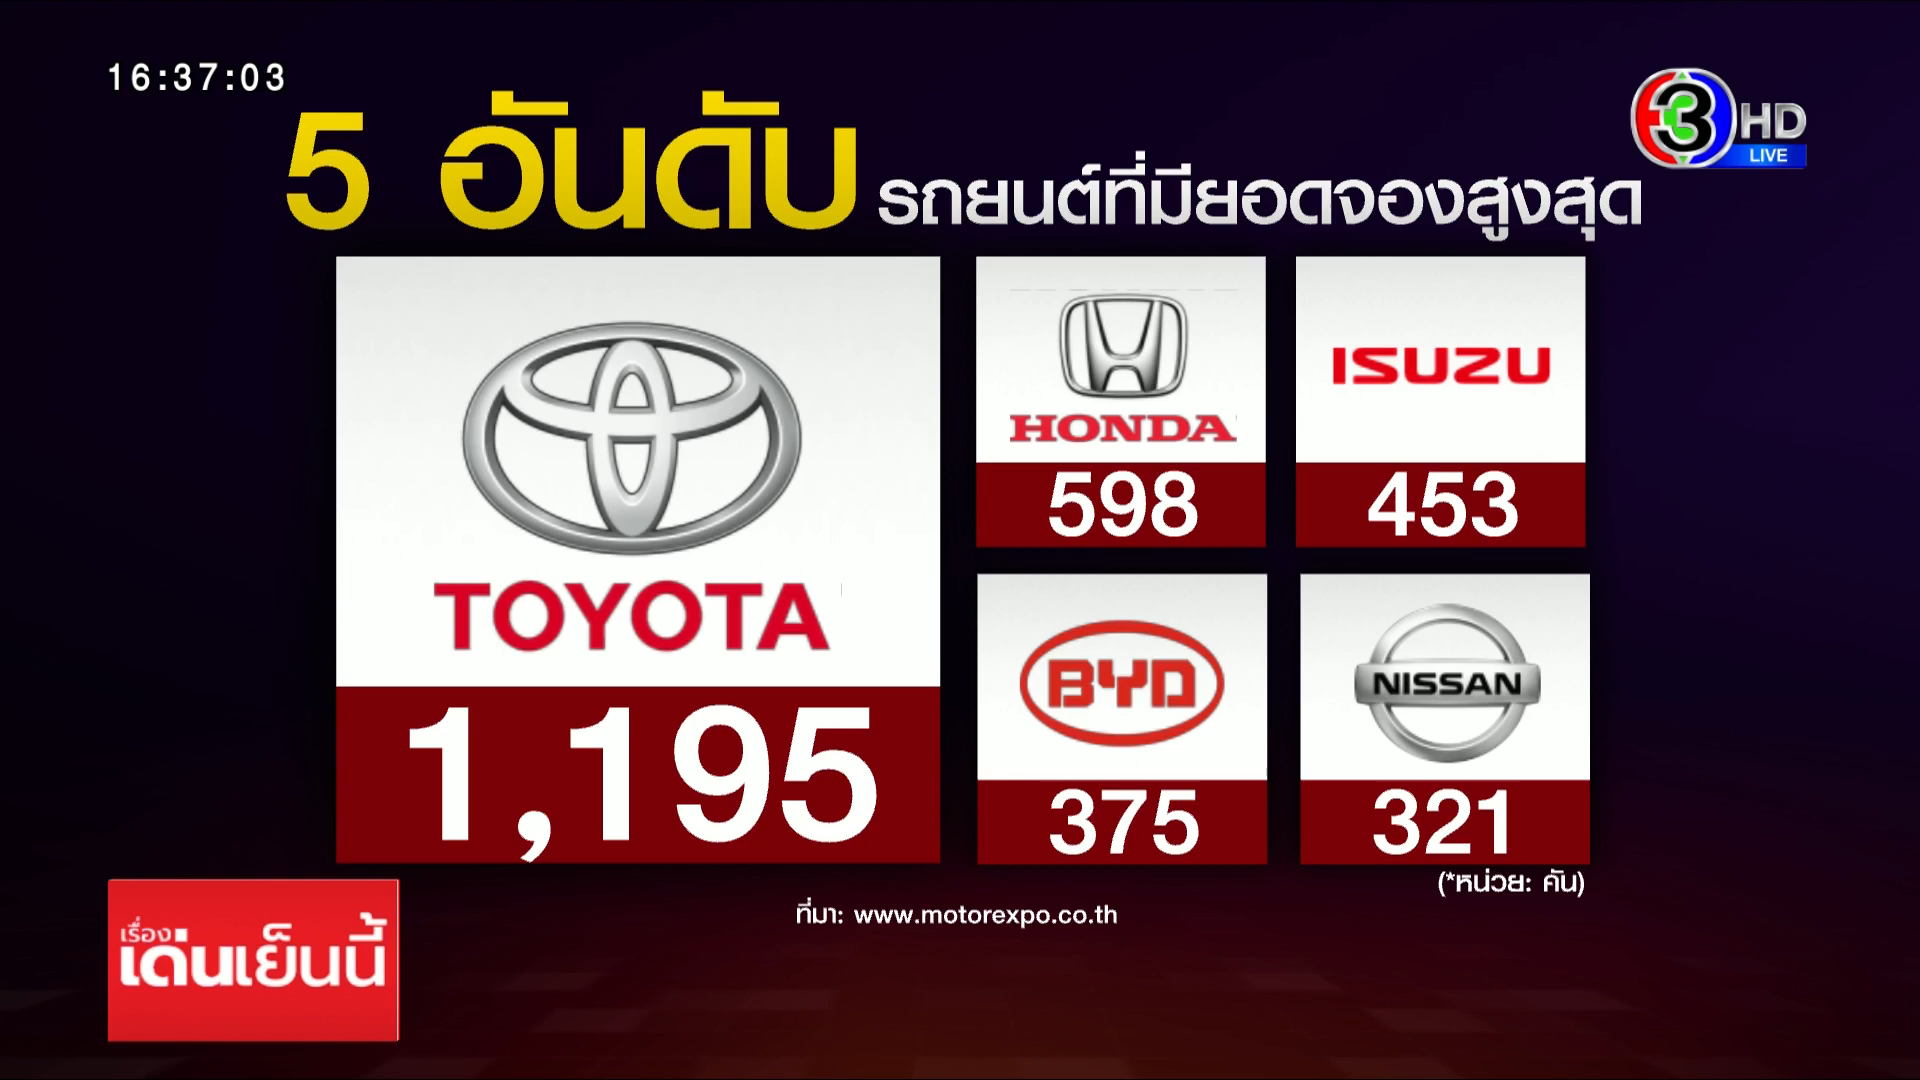 16:37:03
3 HD
LIVE
5 อันดับ รถยนต์ที่มียอดจองสูงสุด
TOYOTA
1,195
HONDA
598
ISUZU
453
BYD
375
NISSAN
321
(*หน่วย: คัน)
ที่มา: www.motorexpo.co.th
เรื่อง
เด่นเย็นนี้